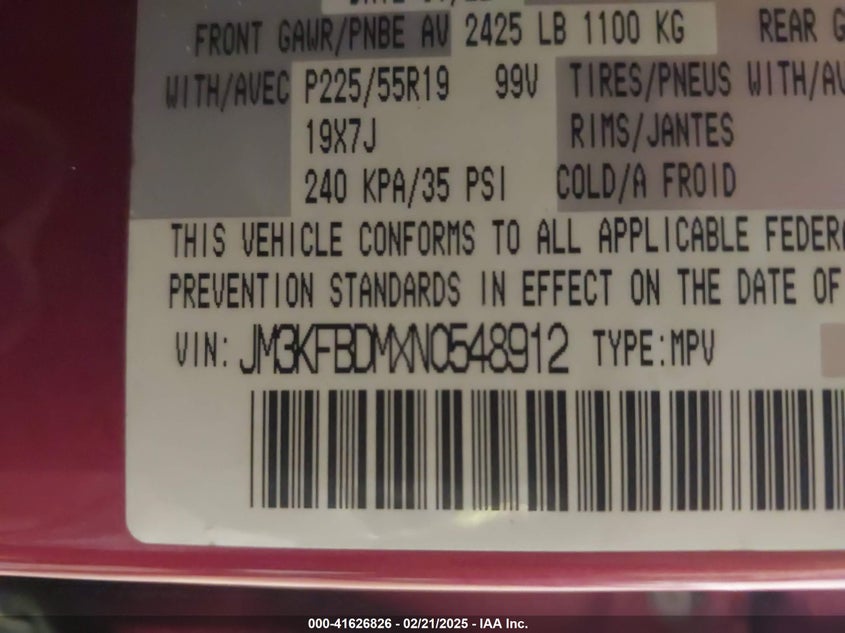 FRONT GAWR/PNBE AV 2425 LB 1100 KG REAR G
WITH/AVEC P225/55R19 99V TIRES/PNEUS WITH/AV
19X7J RIMS/JANTES
240 KPA/35 PSI COLD/A FROID
THIS VEHICLE CONFORMS TO ALL APPLICABLE FEDERA
PREVENTION STANDARDS IN EFFECT ON THE DATE OF
VIN: JM3KFBDMXN0548912 TYPE:MPV
000-41626826 - 02/21/2025 - IAA Inc.